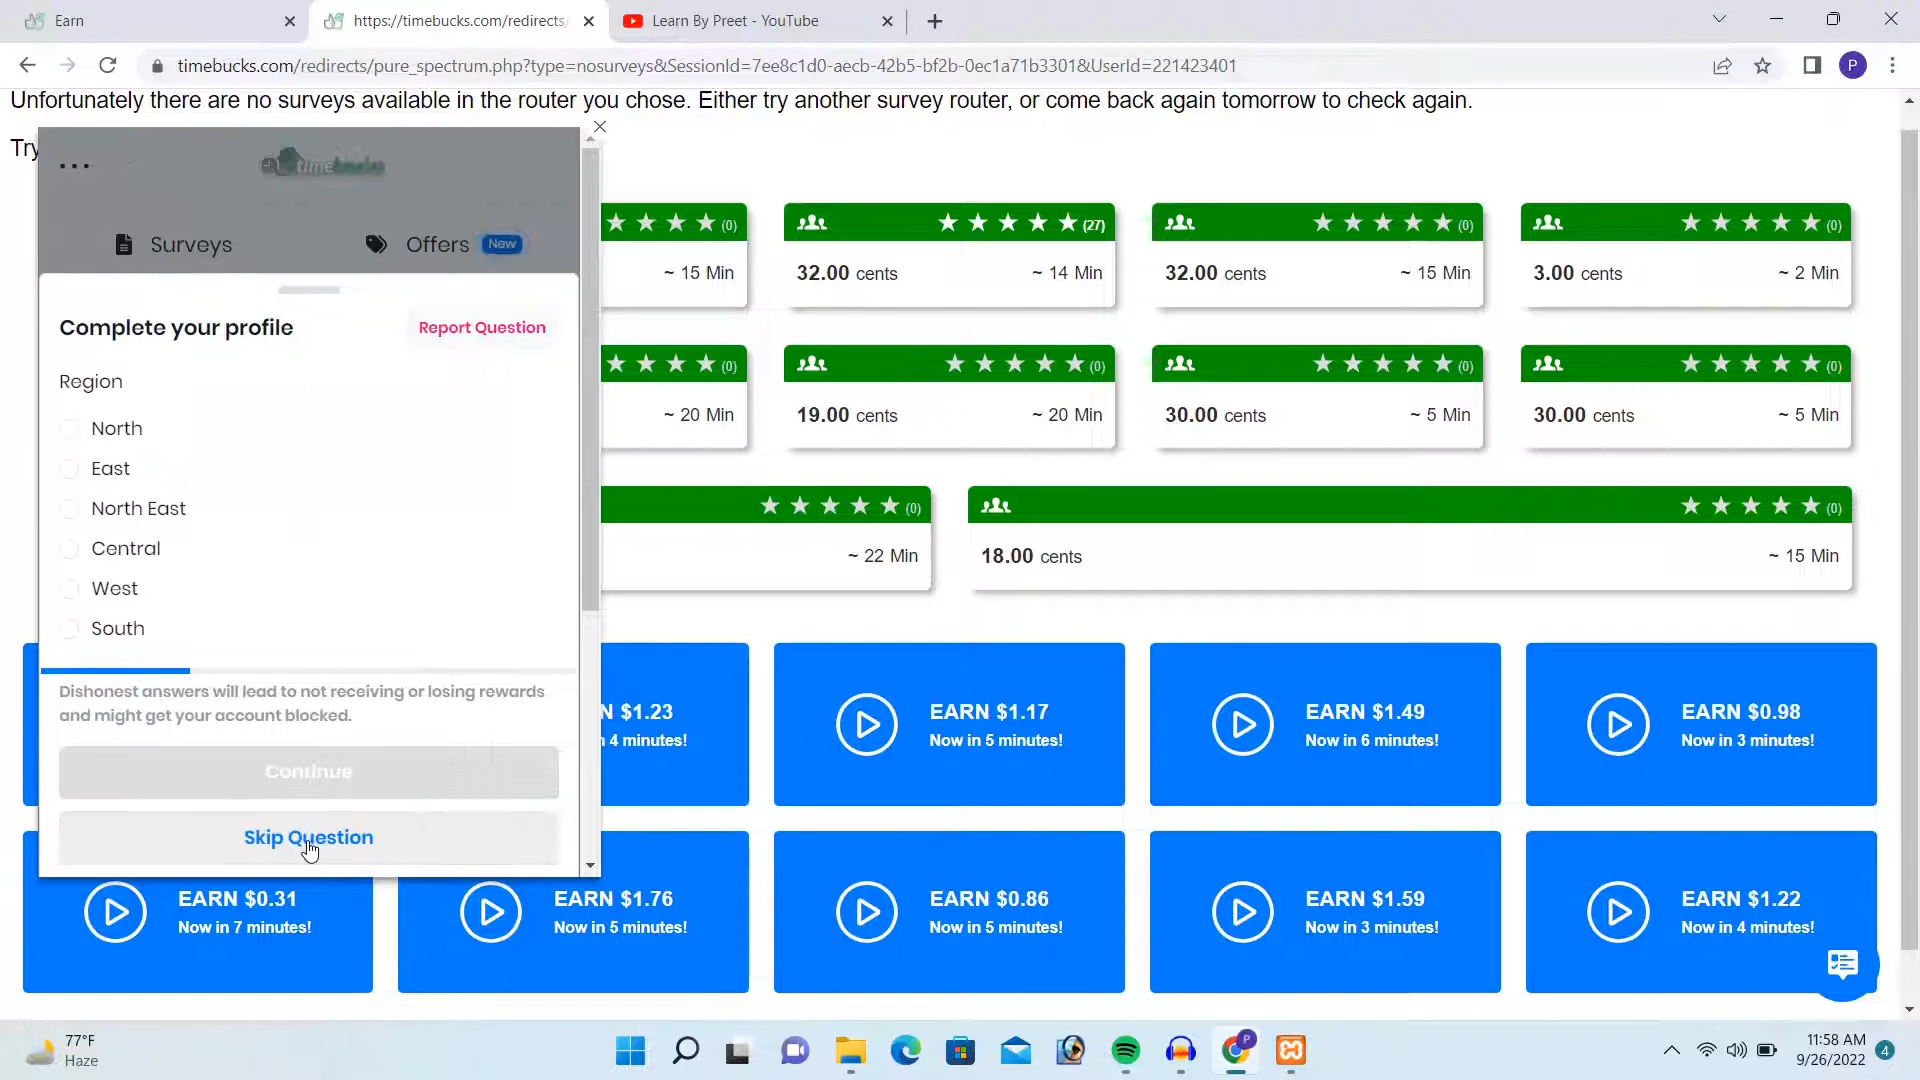 Earn
https://timebucks.com/redirects/
Learn By Preet - YouTube
timebucks.com/redirects/pure_spectrum.php?type=nosurveys&SessionId=7ee8c1d0-aecb-42b5-bf2b-0ec1a71b3301&UserId=221423401
P
Unfortunately there are no surveys available in the router you chose. Either try another survey router, or come back again tomorrow to check again.
Try
timebucks
Surveys
Offers New
Complete your profile
Report Question
Region
North
East
North East
Central
West
South
Dishonest answers will lead to not receiving or losing rewards
and might get your account blocked.
Continue
Skip Question
(0) (27) (0) (0)
~ 15 Min 32.00 cents ~ 14 Min 32.00 cents ~ 15 Min 3.00 cents ~ 2 Min
(0) (0) (0) (0)
~ 20 Min 19.00 cents ~ 20 Min 30.00 cents ~ 5 Min 30.00 cents ~ 5 Min
(0) (0)
~ 22 Min 18.00 cents ~ 15 Min
N $1.23 EARN $1.17 EARN $1.49 EARN $0.98
4 minutes! Now in 5 minutes! Now in 6 minutes! Now in 3 minutes!
EARN $0.31 EARN $1.76 EARN $0.86 EARN $1.59 EARN $1.22
Now in 7 minutes! Now in 5 minutes! Now in 5 minutes! Now in 3 minutes! Now in 4 minutes!
77°F
Haze
P
11:58 AM
9/26/2022
4